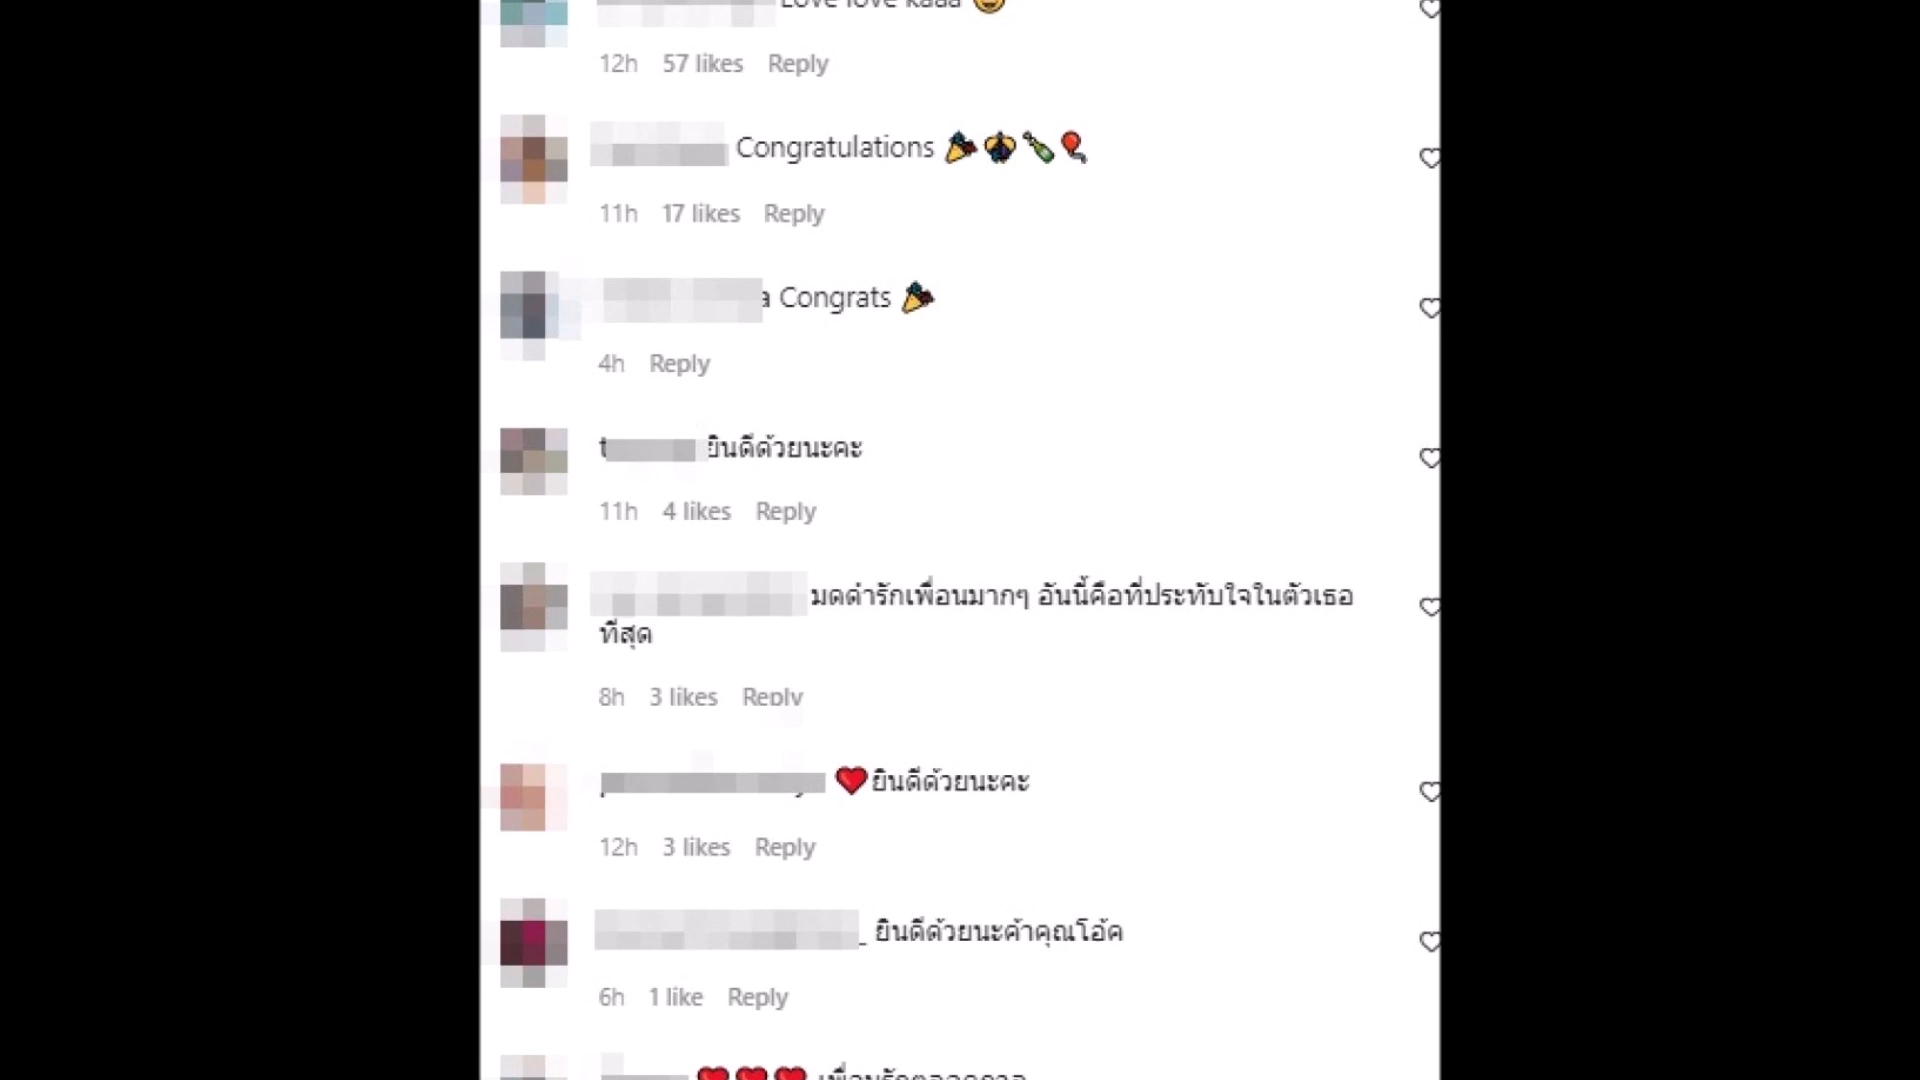 Love love kaaa
12h 57 likes Reply
Congratulations 🎉🪅🍾🎈
11h 17 likes Reply
a Congrats 🎉
4h Reply
t ยินดีด้วยนะคะ
11h 4 likes Reply
มดดำรักเพื่อนมากๆ อันนี้คือที่ประทับใจในตัวเธอ
ที่สุด
8h 3 likes Reply
❤️ยินดีด้วยนะคะ
12h 3 likes Reply
_ ยินดีด้วยนะค้าคุณโอ้ค
6h 1 like Reply
❤️❤️❤️